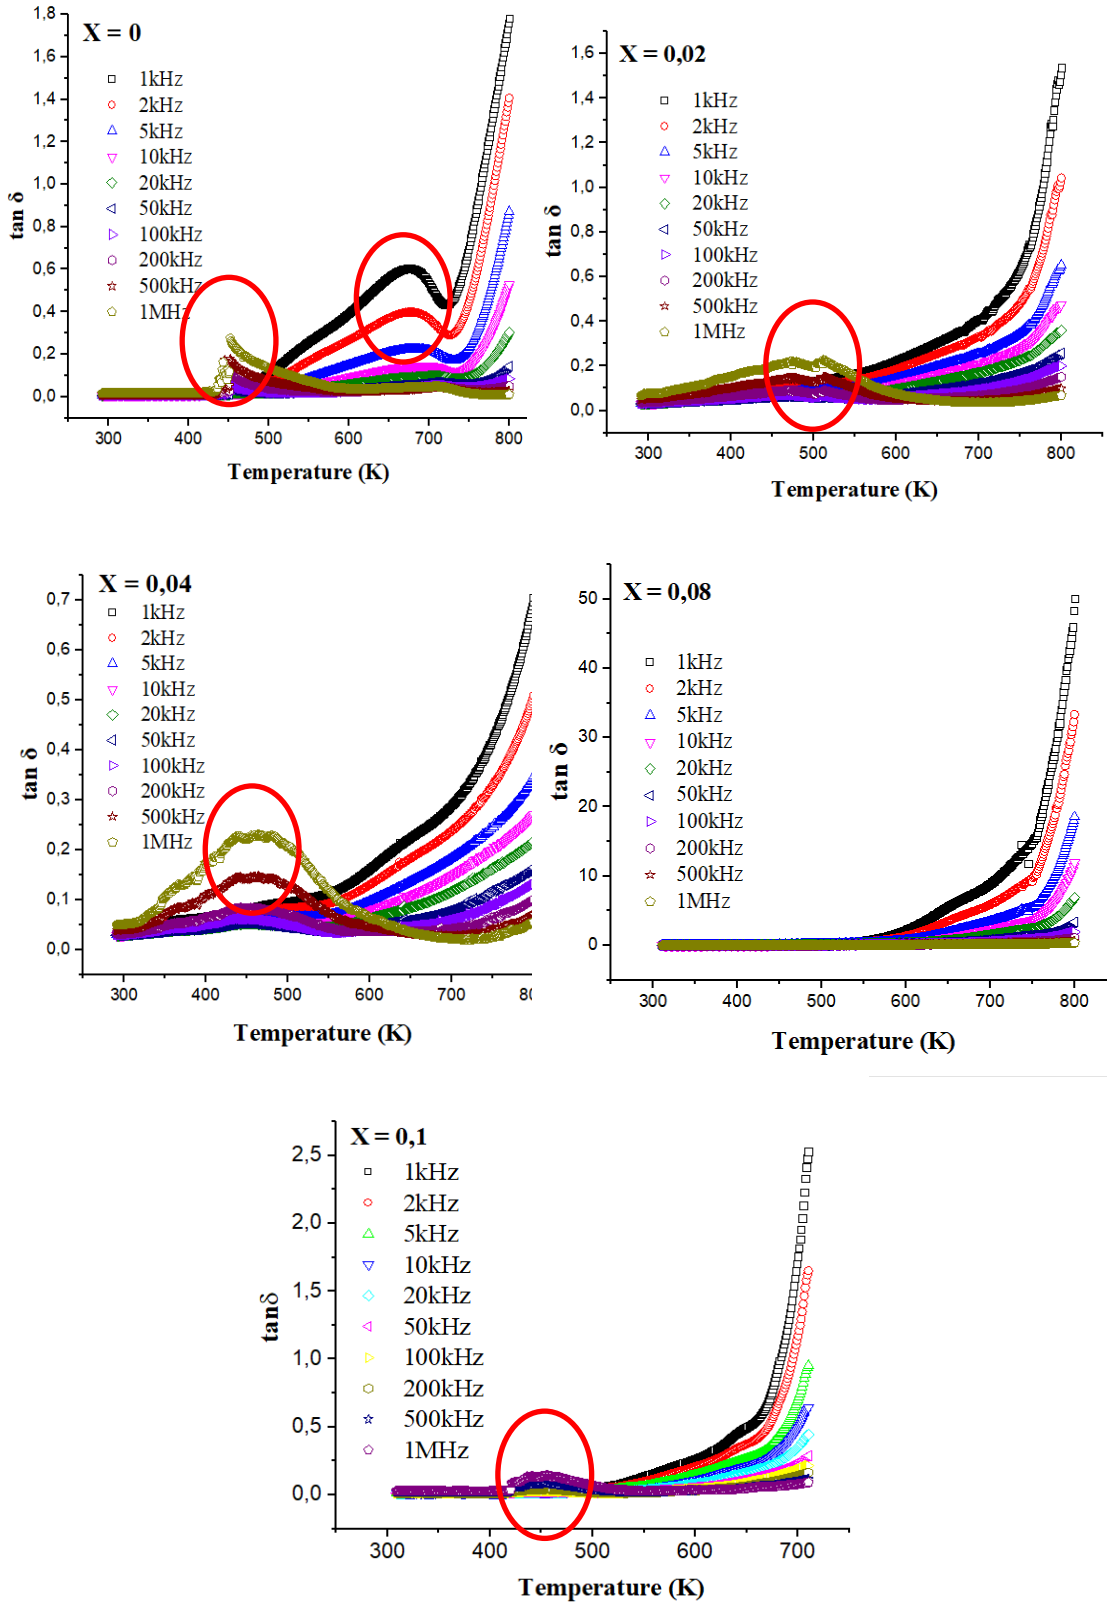 X = 0
1,8
1,6
1,4
1,2
1,0
0,8
0,6
0,4
0,2
0,0
tan δ
1kHz
2kHz
5kHz
10kHz
20kHz
50kHz
100kHz
200kHz
500kHz
1MHz
300 400 500 600 700 800
Temperature (K)
X = 0,02
1,6
1,4
1,2
1,0
0,8
0,6
0,4
0,2
0,0
tan δ
1kHz
2kHz
5kHz
10kHz
20kHz
50kHz
100kHz
200kHz
500kHz
1MHz
300 400 500 600 700 800
Temperature (K)
X = 0,04
0,7
0,6
0,5
0,4
0,3
0,2
0,1
0,0
tan δ
1kHz
2kHz
5kHz
10kHz
20kHz
50kHz
100kHz
200kHz
500kHz
1MHz
300 400 500 600 700
Temperature (K)
X = 0,08
50
40
30
20
10
0
tan δ
1kHz
2kHz
5kHz
10kHz
20kHz
50kHz
100kHz
200kHz
500kHz
1MHz
300 400 500 600 700 800
Temperature (K)
X = 0,1
2,5
2,0
1,5
1,0
0,5
0,0
tanδ
1kHz
2kHz
5kHz
10kHz
20kHz
50kHz
100kHz
200kHz
500kHz
1MHz
300 400 500 600 700
Temperature (K)